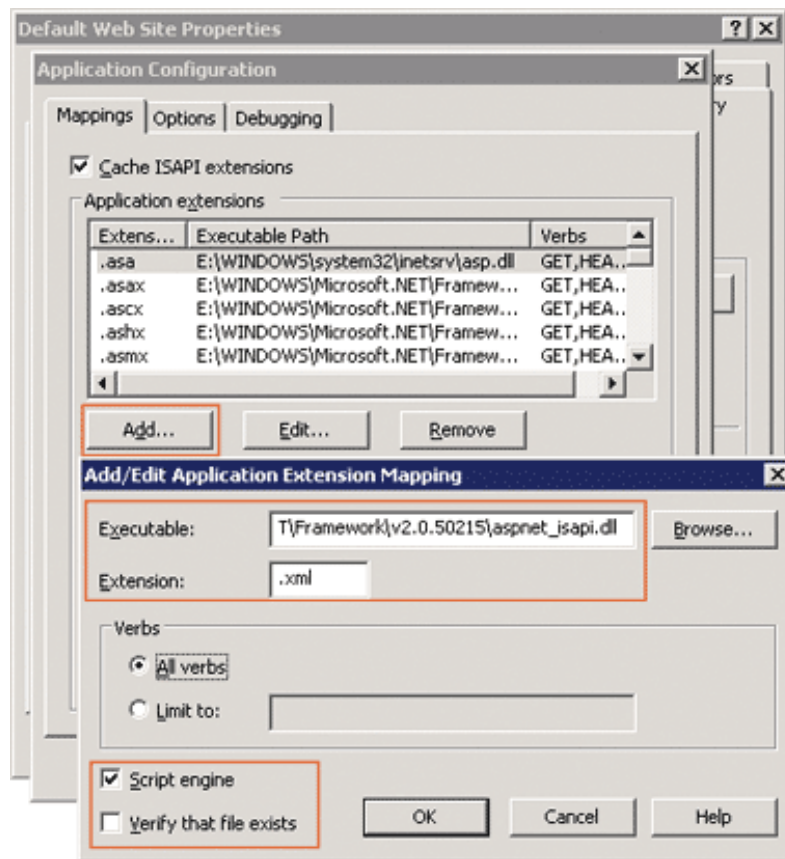 Default Web Site Properties
Application Configuration
ors
y
Mappings Options Debugging
Cache ISAPI extensions
Application extensions
Extens... Executable Path Verbs
.asa E:\WINDOWS\system32\inetsrv\asp.dll GET,HEA...
.asax E:\WINDOWS\Microsoft.NET\Framew... GET,HEA...
.ascx E:\WINDOWS\Microsoft.NET\Framew... GET,HEA...
.ashx E:\WINDOWS\Microsoft.NET\Framew... GET,HEA...
.asmx E:\WINDOWS\Microsoft.NET\Framew... GET,HEA...
Add... Edit... Remove
Add/Edit Application Extension Mapping
Executable: T\Framework\v2.0.50215\aspnet_isapi.dll Browse...
Extension: .xml
Verbs
All verbs
Limit to:
Script engine
Verify that file exists
OK Cancel Help